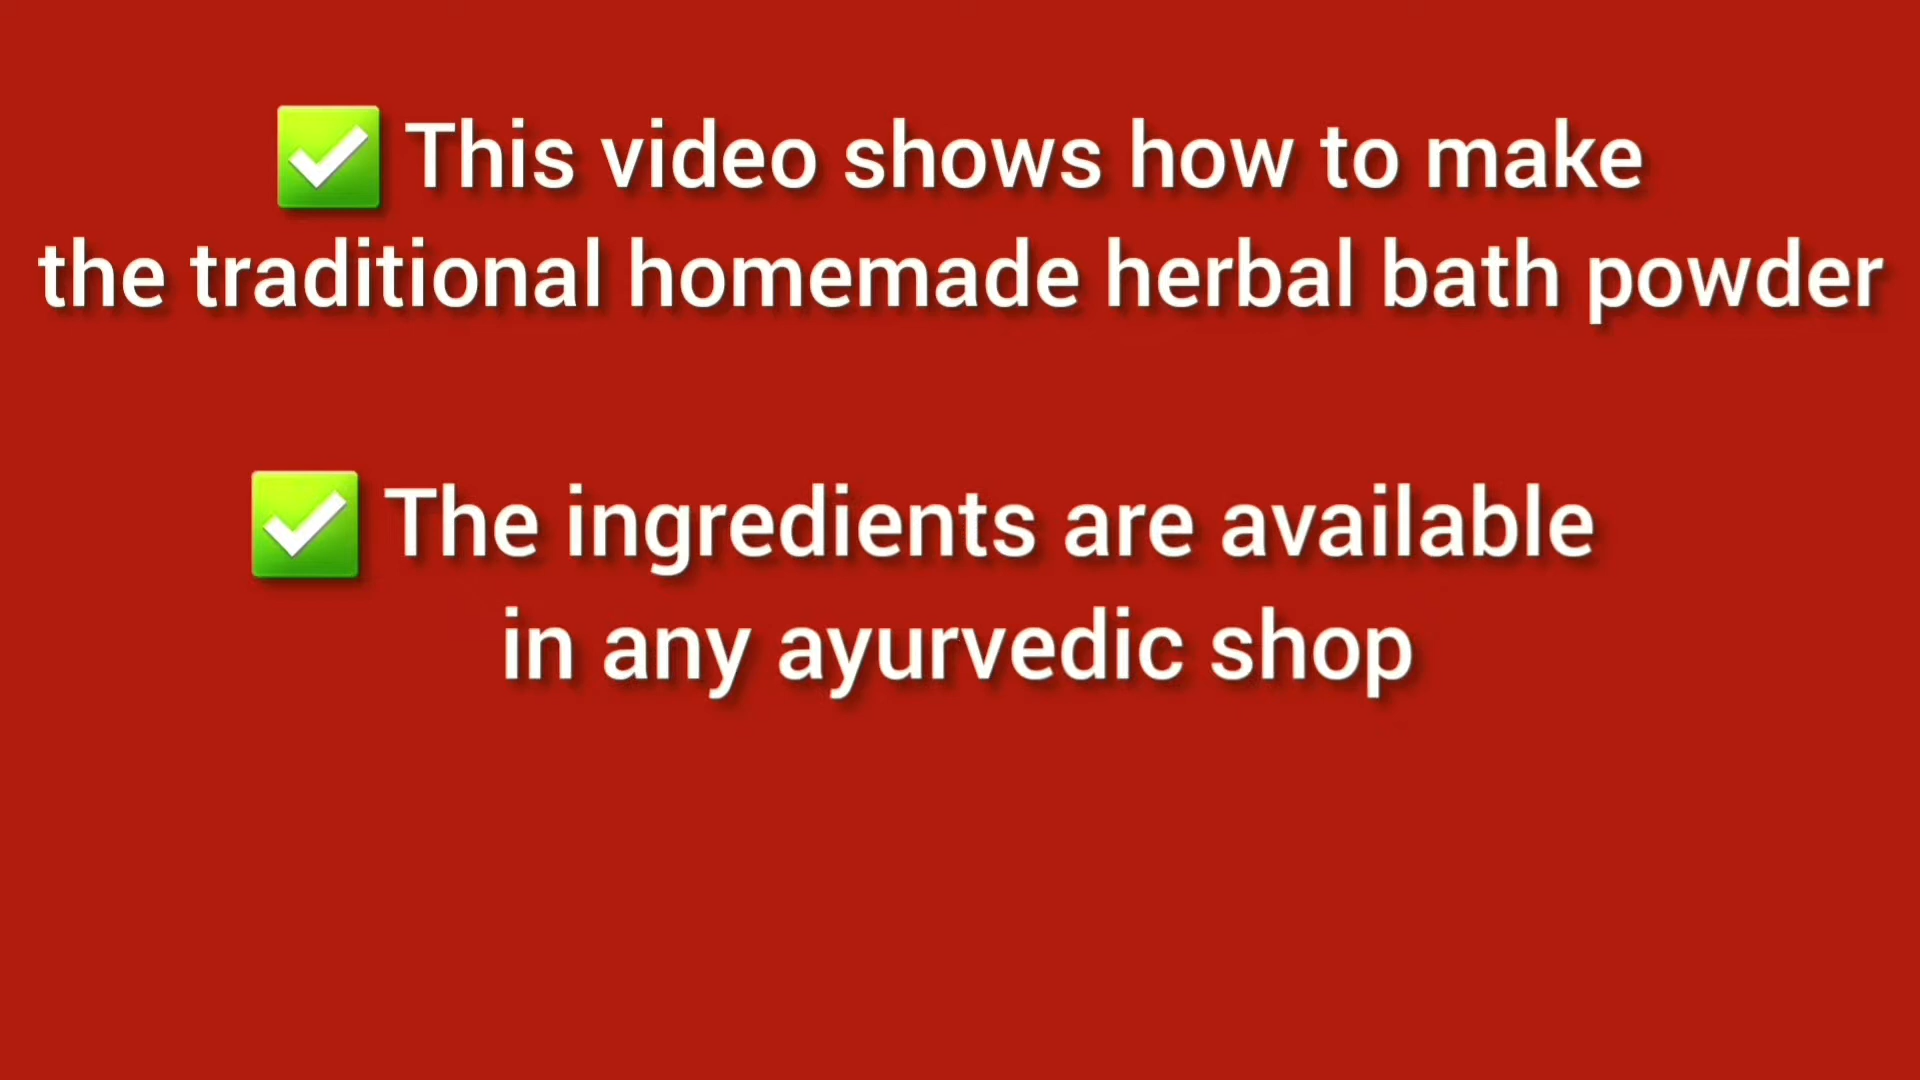 ✅ This video shows how to make
the traditional homemade herbal bath powder
✅ The ingredients are available
in any ayurvedic shop